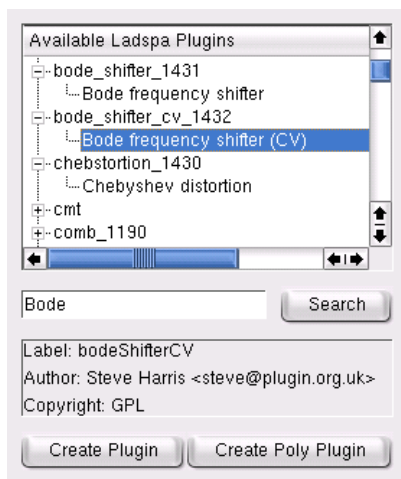 Available Ladspa Plugins
bode_shifter_1431
Bode frequency shifter
bode_shifter_cv_1432
Bode frequency shifter (CV)
chebstortion_1430
Chebyshev distortion
cmt
comb_1190
Bode
Search
Label: bodeShifterCV
Author: Steve Harris <steve@plugin.org.uk>
Copyright: GPL
Create Plugin
Create Poly Plugin